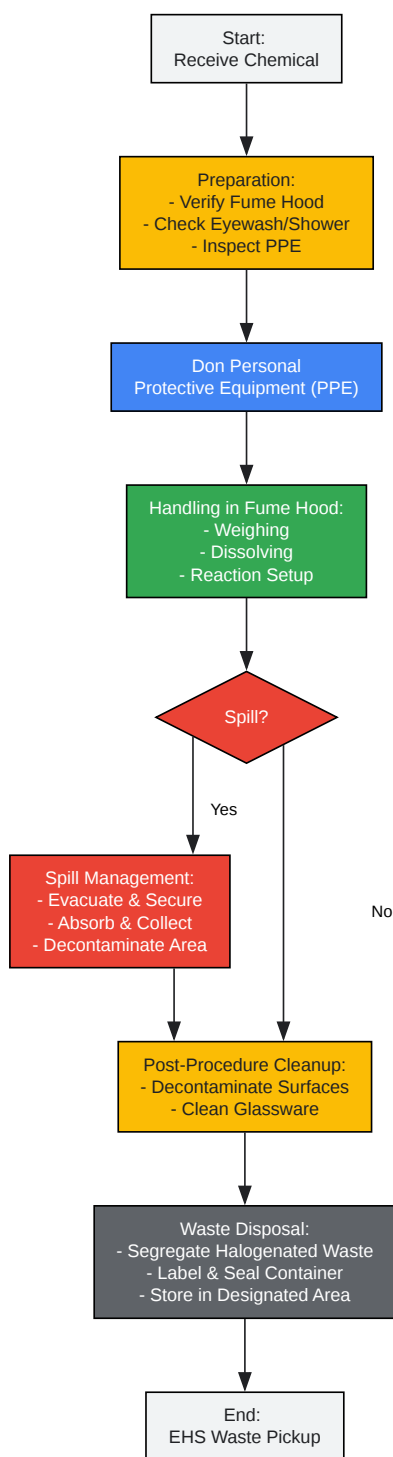 Start:
Receive Chemical
Preparation:
- Verify Fume Hood
- Check Eyewash/Shower
- Inspect PPE
Don Personal
Protective Equipment (PPE)
Handling in Fume Hood:
- Weighing
- Dissolving
- Reaction Setup
Spill?
Yes
Spill Management:
- Evacuate & Secure
- Absorb & Collect
- Decontaminate Area
No
Post-Procedure Cleanup:
- Decontaminate Surfaces
- Clean Glassware
Waste Disposal:
- Segregate Halogenated Waste
- Label & Seal Container
- Store in Designated Area
End:
EHS Waste Pickup